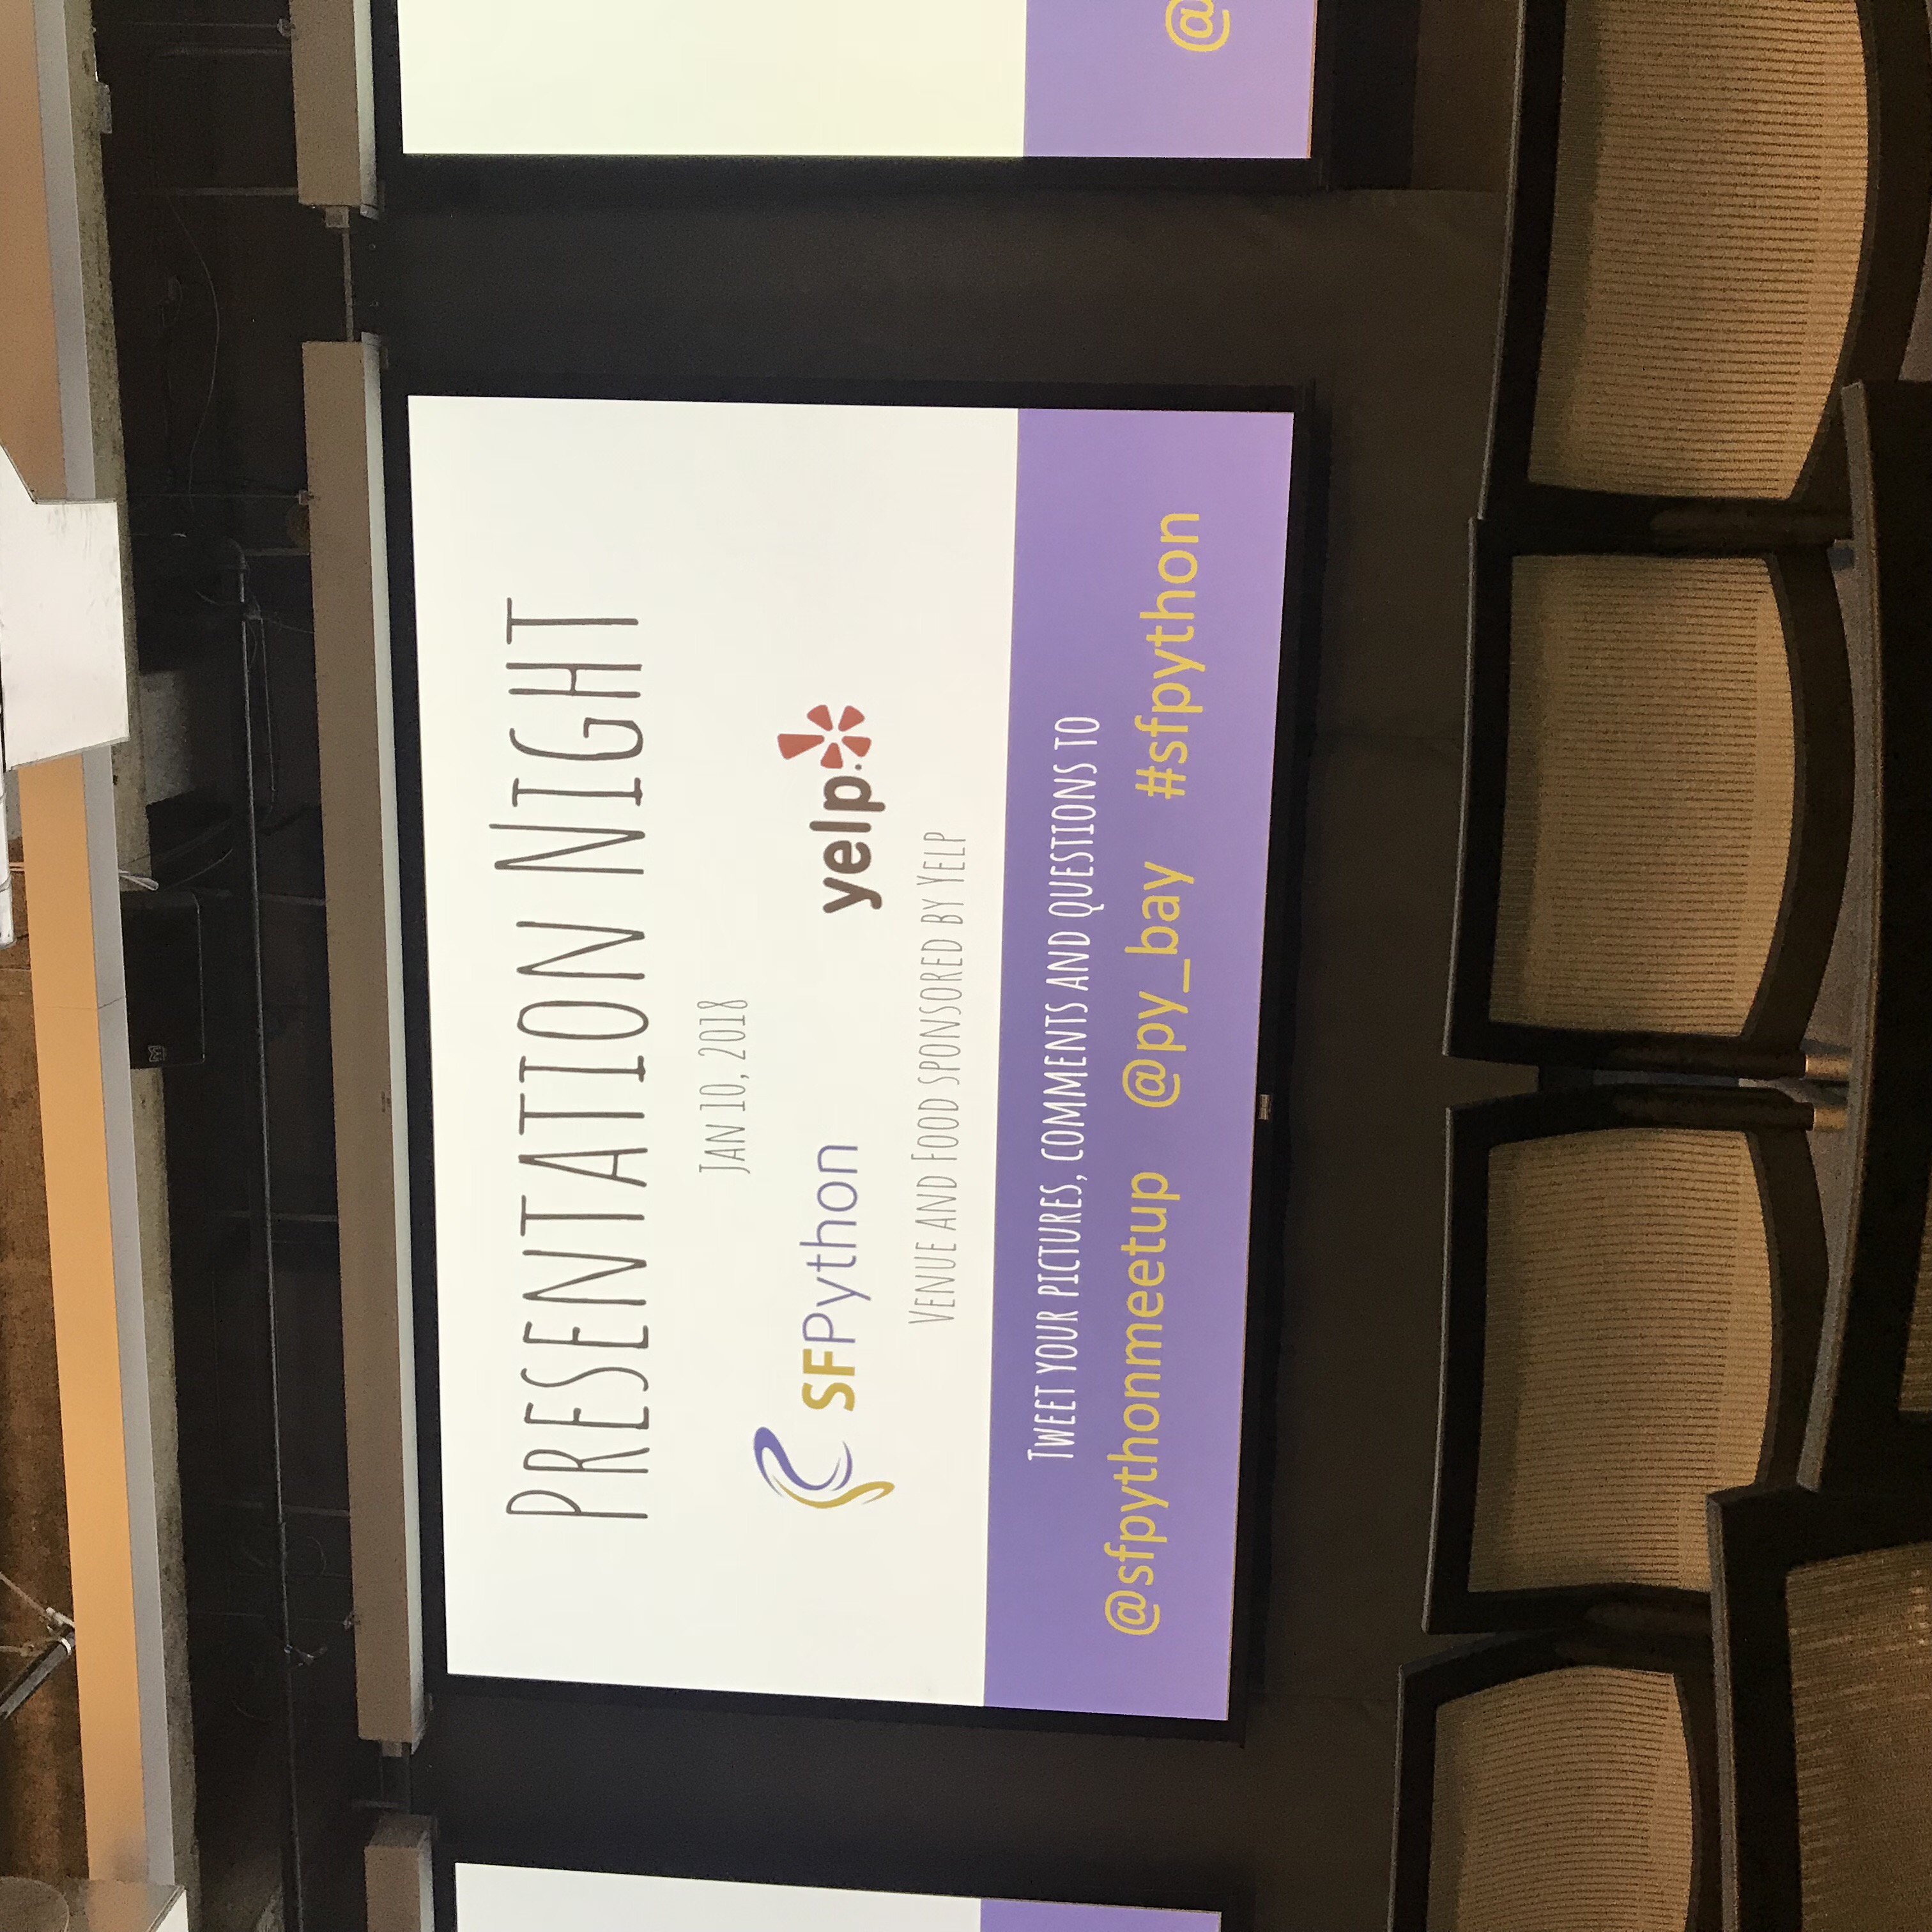 Presentation Night
Jan 10, 2018
SFPython
yelp
Venue and Food sponsored by Yelp
Tweet your pictures, comments and questions to
@sfpythonmeetup @py_bay #sfpython
@